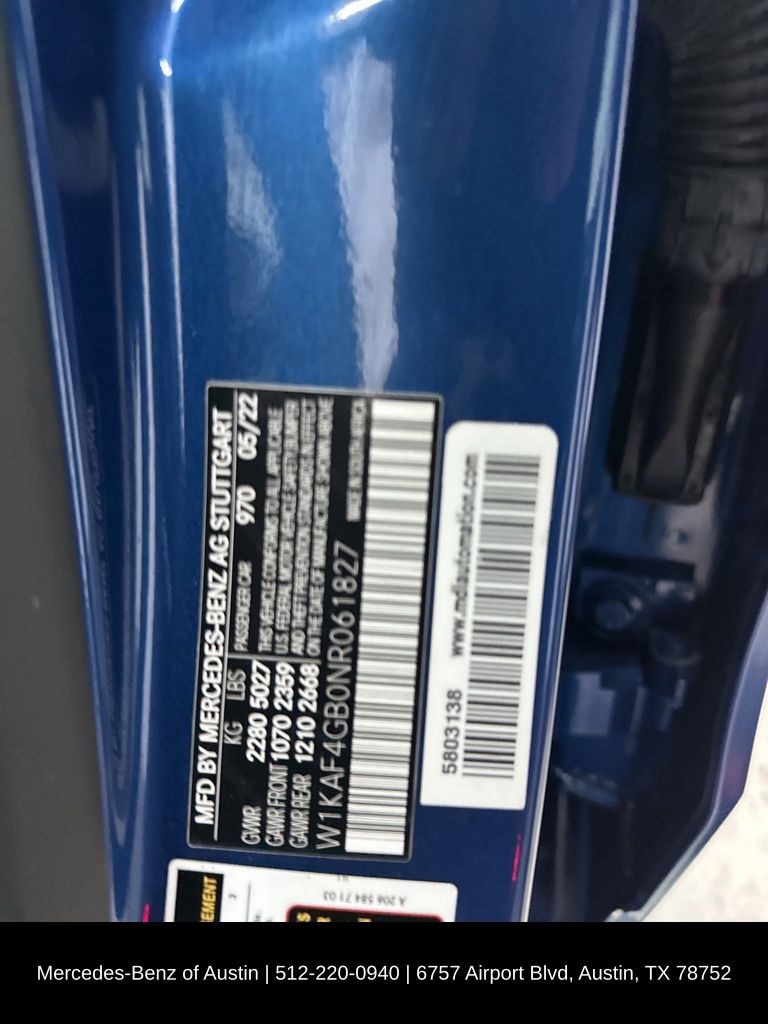 MFD BY MERCEDES-BENZ AG STUTTGART
KG LBS PASSENGER CAR 970 05/22
GVWR 2280 5027 THIS VEHICLE CONFORMS TO ALL APPLICABLE
GAWR FRONT 1070 2359 U.S. FEDERAL MOTOR VEHICLE SAFETY, BUMPER
GAWR REAR 1210 2668 AND THEFT PREVENTION STANDARDS IN EFFECT
ON THE DATE OF MANUFACTURE SHOWN ABOVE
W1KAF4GB0NR061827 MADE IN SOUTH AFRICA
5803138 www.mdiautomation.com
EMENT
A 206 584 71 03
Mercedes-Benz of Austin | 512-220-0940 | 6757 Airport Blvd, Austin, TX 78752